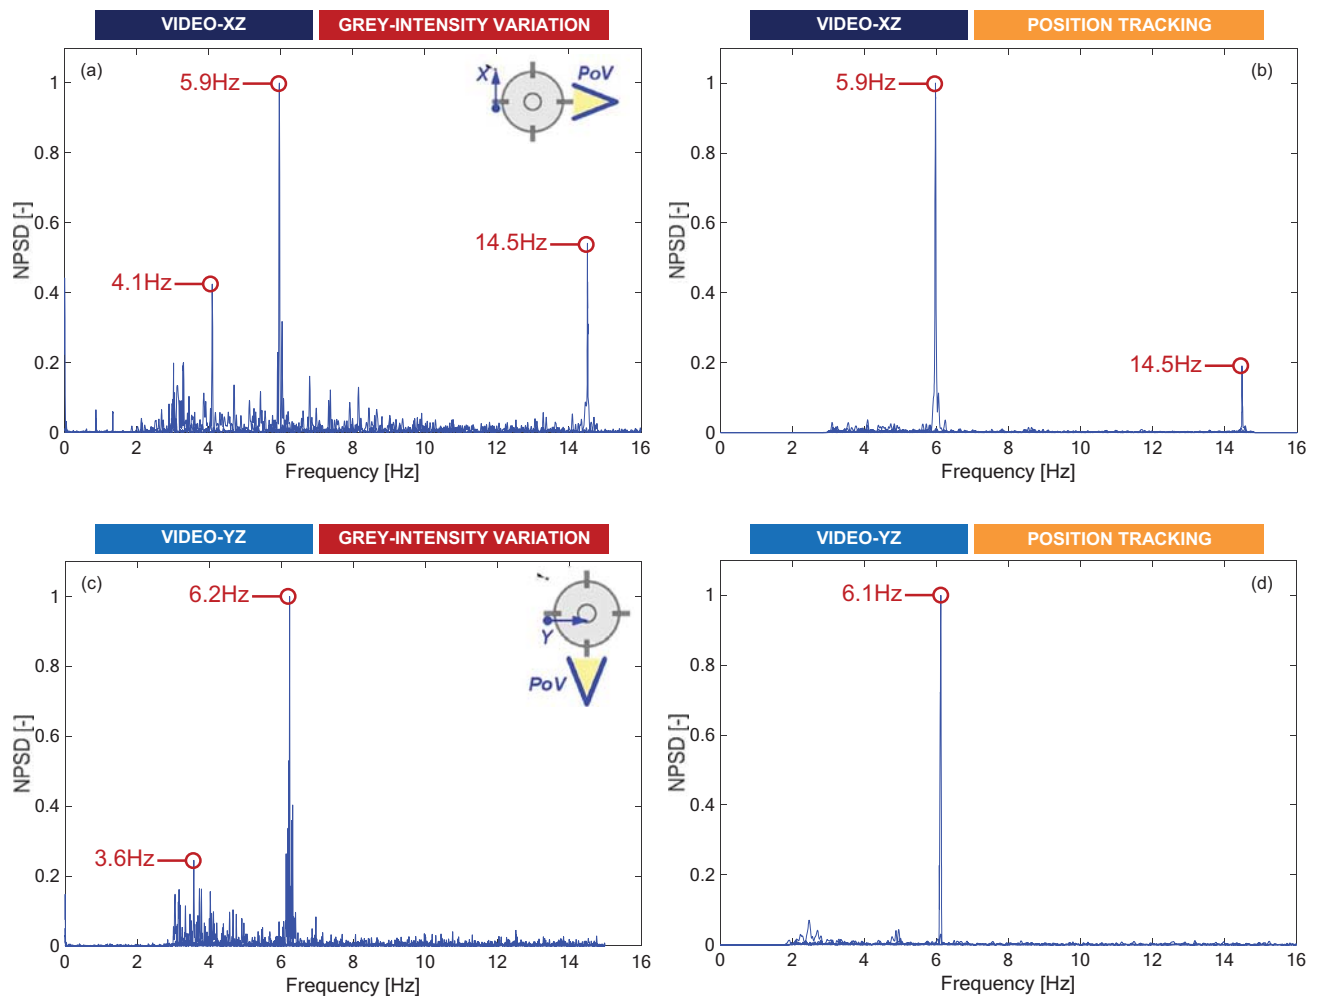 VIDEO-XZ GREY-INTENSITY VARIATION
(a)
5.9Hz
X
PoV
14.5Hz
4.1Hz
1
0.8
0.6
0.4
0.2
0
NPSD [-]
0 2 4 6 8 10 12 14 16
Frequency [Hz]
VIDEO-XZ POSITION TRACKING
(b)
5.9Hz
14.5Hz
1
0.8
0.6
0.4
0.2
0
NPSD [-]
0 2 4 6 8 10 12 14 16
Frequency [Hz]
VIDEO-YZ GREY-INTENSITY VARIATION
(c)
6.2Hz
Y
PoV
3.6Hz
1
0.8
0.6
0.4
0.2
0
NPSD [-]
0 2 4 6 8 10 12 14 16
Frequency [Hz]
VIDEO-YZ POSITION TRACKING
(d)
6.1Hz
1
0.8
0.6
0.4
0.2
0
NPSD [-]
0 2 4 6 8 10 12 14 16
Frequency [Hz]